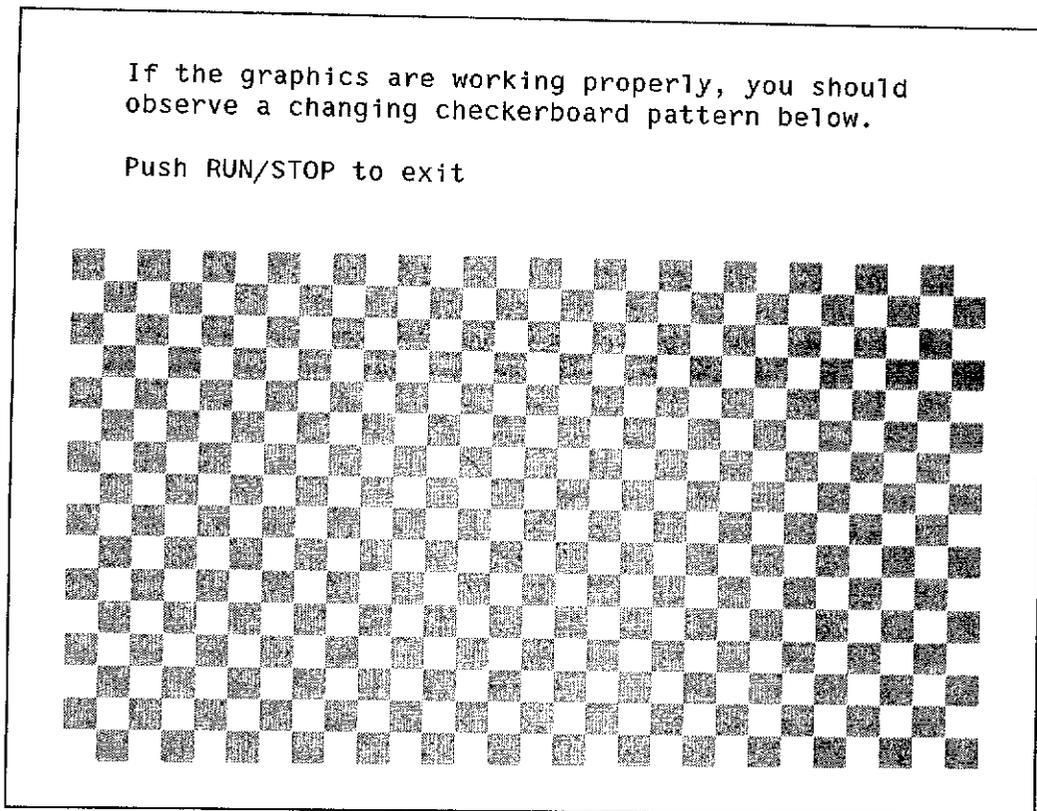 If the graphics are working properly, you should
observe a changing checkerboard pattern below.
Push RUN/STOP to exit